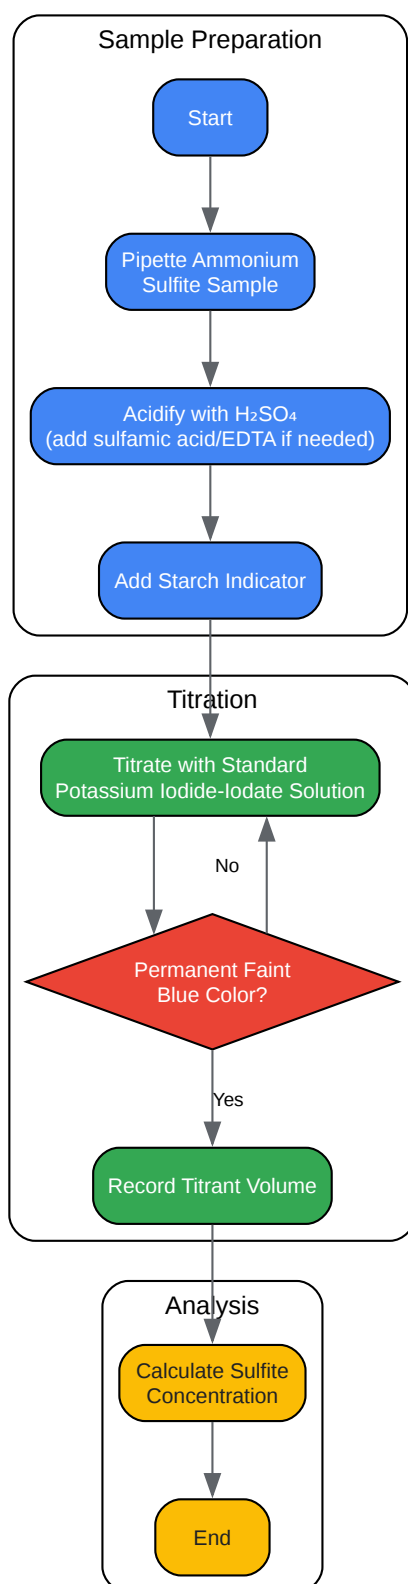 Sample Preparation
Start
Pipette Ammonium
Sulfite Sample
Acidify with H₂SO₄
(add sulfamic acid/EDTA if needed)
Add Starch Indicator
Titration
Titrate with Standard
Potassium Iodide-Iodate Solution
No
Permanent Faint
Blue Color?
Yes
Record Titrant Volume
Analysis
Calculate Sulfite
Concentration
End